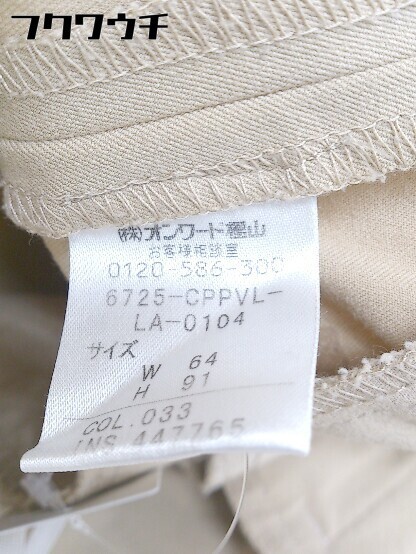 フクワウチ
㈱オンワード樫山
お客様相談室
0120-586-300
6725-CPPVL-
LA-0104
サイズ
W 64
H 91
COL.033
INS 447765